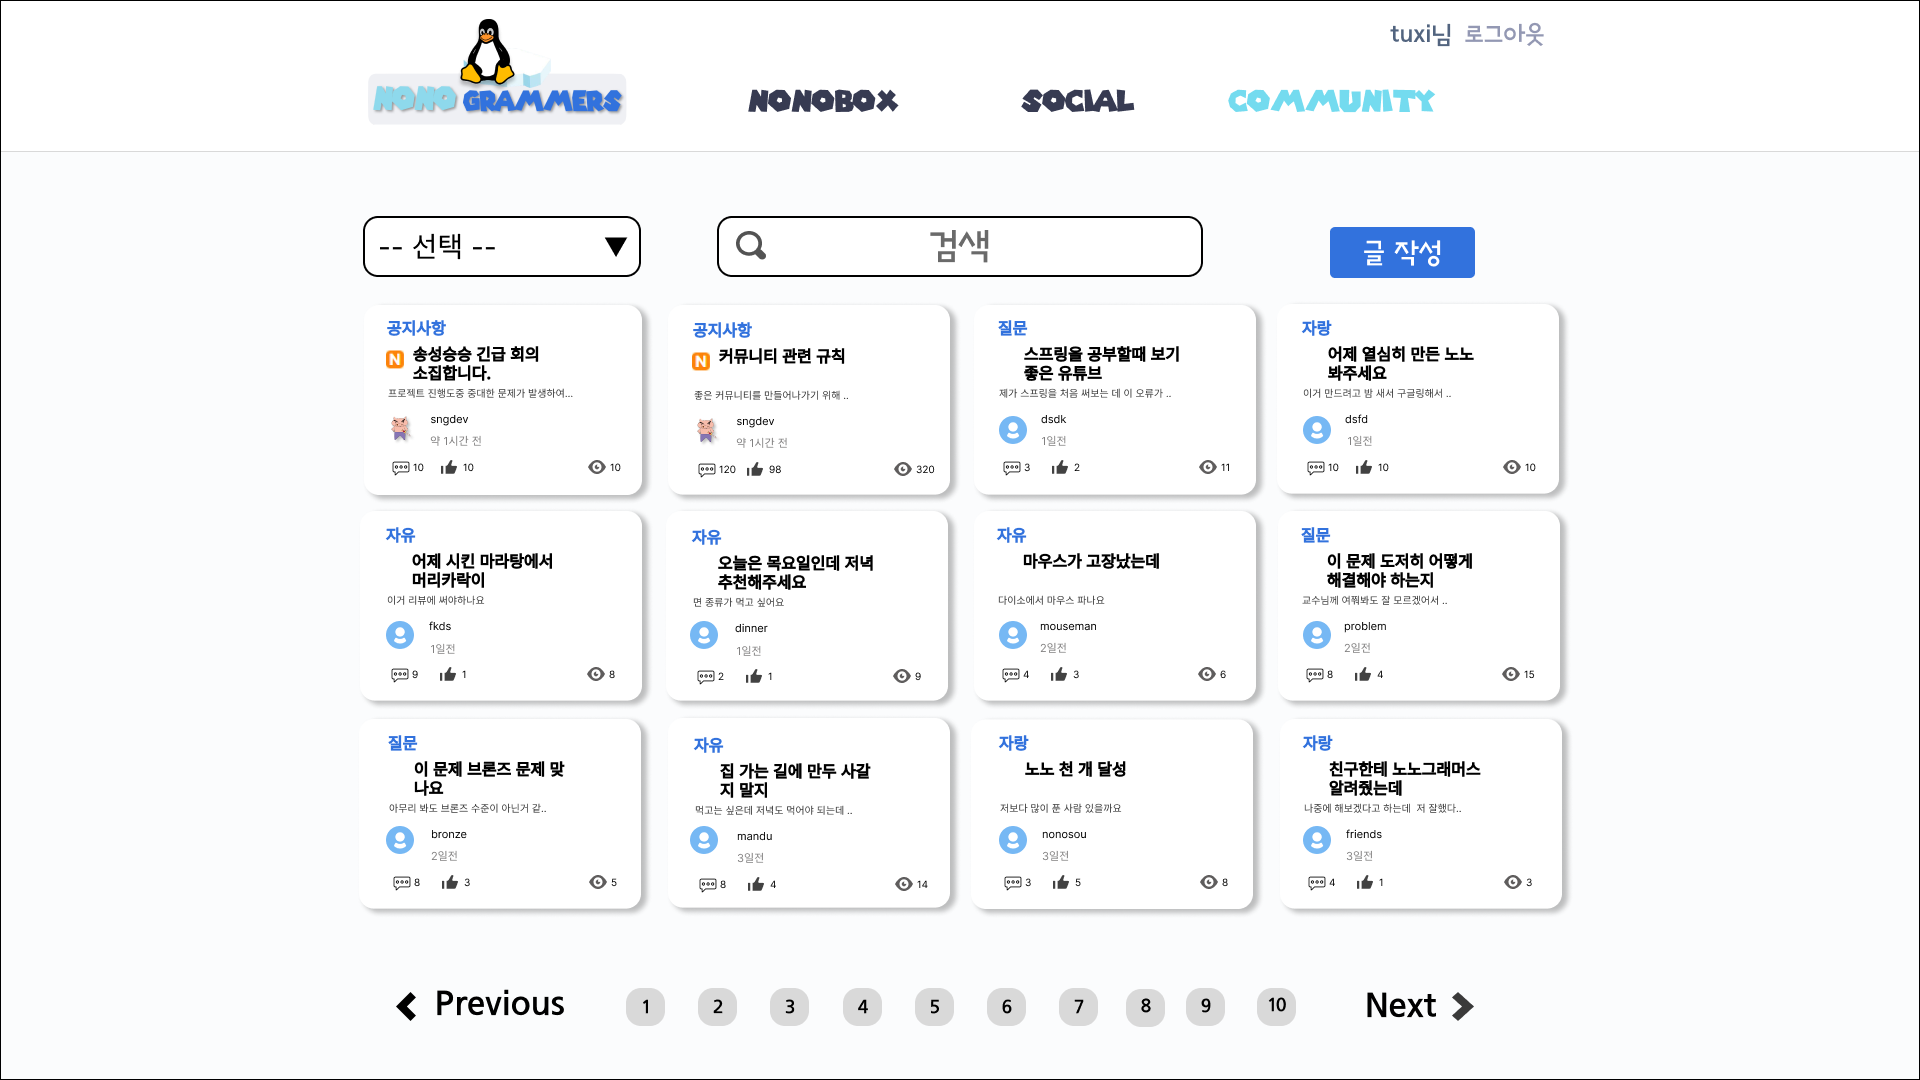 tuxi님 로그아웃
NONO GRAMMERS
NONOBOX
SOCIAL
COMMUNITY
-- 선택 --
검색
글 작성
공지사항
N 송성승승 긴급 회의
소집합니다.
프로젝트 진행도중 중대한 문제가 발생하여...
sngdev
약 1시간 전
10 10 10
공지사항
N 커뮤니티 관련 규칙
좋은 커뮤니티를 만들어나가기 위해 ..
sngdev
약 1시간 전
120 98 320
질문
스프링을 공부할때 보기
좋은 유튜브
제가 스프링을 처음 써보는 데 이 오류가 ..
dsdk
1일전
3 2 11
자랑
어제 열심히 만든 노노
봐주세요
이거 만드려고 밤 새서 구글링해서 ..
dsfd
1일전
10 10 10
자유
어제 시킨 마라탕에서
머리카락이
이거 리뷰에 써야하나요
fkds
1일전
9 1 8
자유
오늘은 목요일인데 저녁
추천해주세요
면 종류가 먹고 싶어요
dinner
1일전
2 1 9
자유
마우스가 고장났는데
다이소에서 마우스 파나요
mouseman
2일전
4 3 6
질문
이 문제 도저히 어떻게
해결해야 하는지
교수님께 여쭤봐도 잘 모르겠어서 ..
problem
2일전
8 4 15
질문
이 문제 브론즈 문제 맞
나요
아무리 봐도 브론즈 수준이 아닌거 같..
bronze
2일전
8 3 5
자유
집 가는 길에 만두 사갈
지 말지
먹고는 싶은데 저녁도 먹어야 되는데 ..
mandu
3일전
8 4 14
자랑
노노 천 개 달성
저보다 많이 푼 사람 있을까요
nonosou
3일전
3 5 8
자랑
친구한테 노노그래머스
알려줬는데
나중에 해보겠다고 하는데 저 잘했다..
friends
3일전
4 1 3
Previous 1 2 3 4 5 6 7 8 9 10 Next